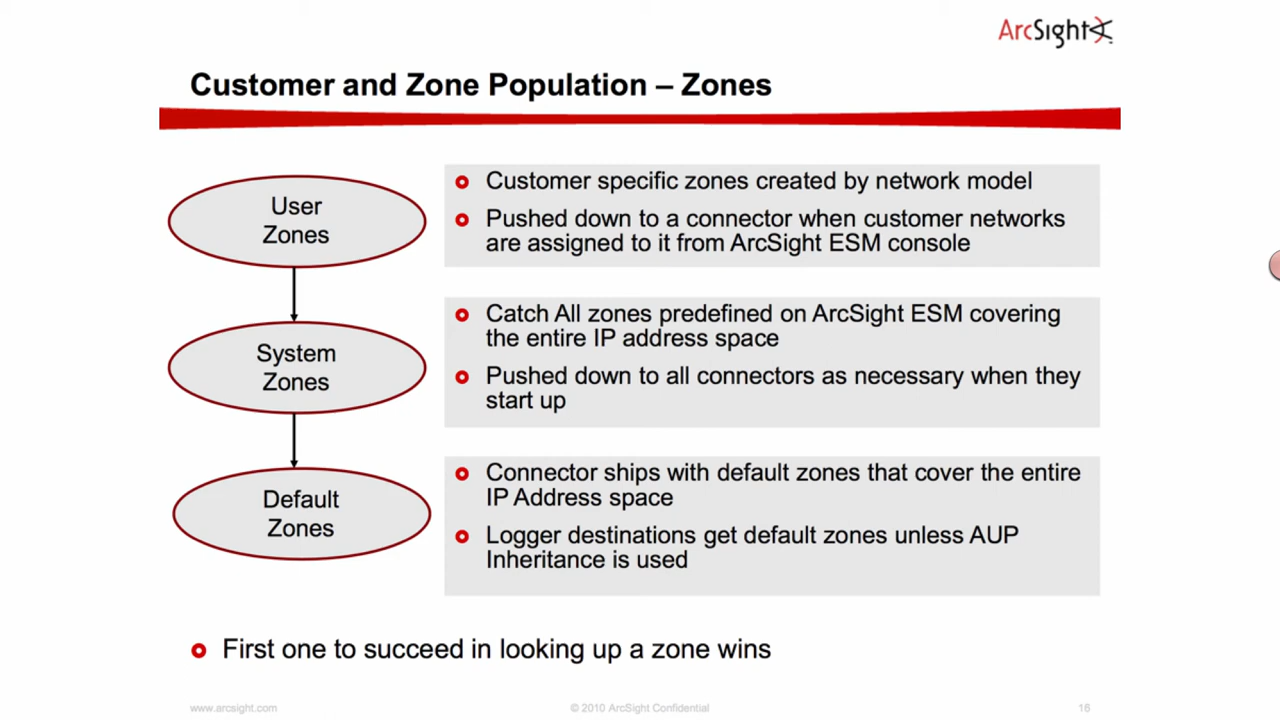 ArcSight
Customer and Zone Population – Zones
User
Zones
Customer specific zones created by network model
Pushed down to a connector when customer networks
are assigned to it from ArcSight ESM console
System
Zones
Catch All zones predefined on ArcSight ESM covering
the entire IP address space
Pushed down to all connectors as necessary when they
start up
Default
Zones
Connector ships with default zones that cover the entire
IP Address space
Logger destinations get default zones unless AUP
Inheritance is used
First one to succeed in looking up a zone wins
www.arcsight.com
© 2010 ArcSight Confidential
16